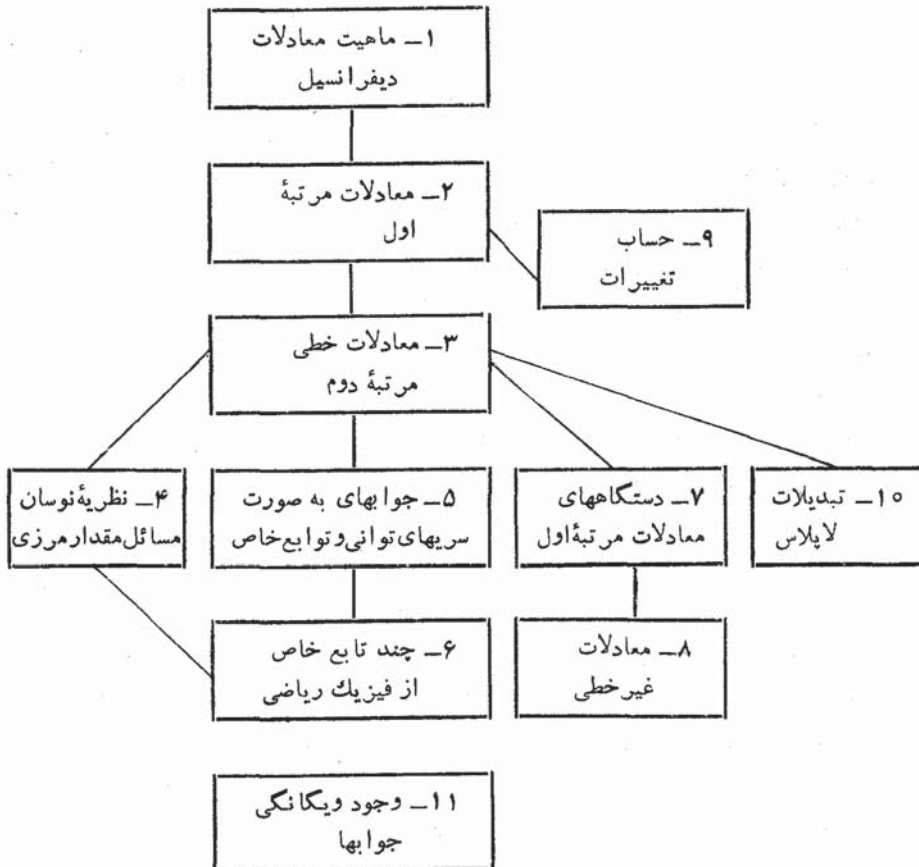 ۱ــ ماهیت معادلات
دیفرانسیل
۲ــ معادلات مرتبهٔ
اول
۹ــ حساب
تغییرات
۳ــ معادلات خطی
مرتبهٔ دوم
۴ــ نظریهٔ نوسان
مسائل مقدار مرزی
۵ــ جوابهای به صورت
سریهای توانی و توابع خاص
۷ــ دستگاههای
معادلات مرتبهٔ اول
۱۰ــ تبدیلات
لاپلاس
۶ــ چند تابع خاص
از فیزیك ریاضی
۸ــ معادلات
غیرخطی
۱۱ــ وجود ویگانگی
جوابها